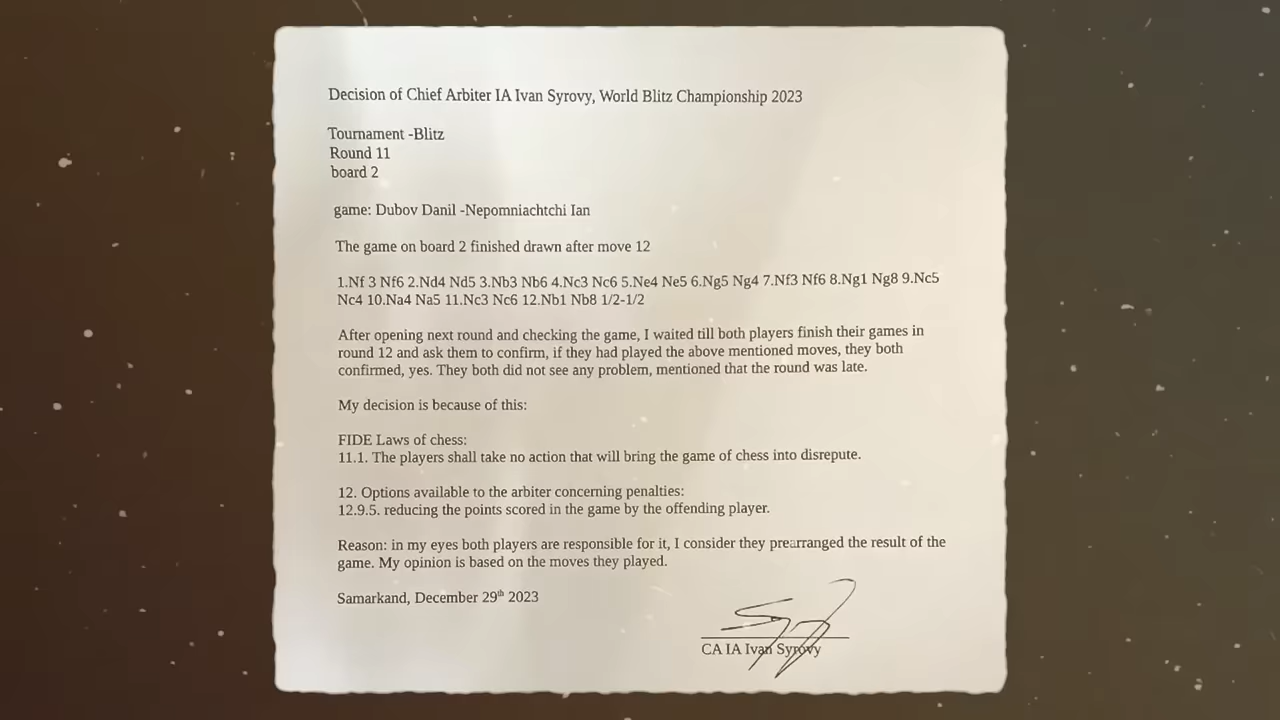 Decision of Chief Arbiter IA Ivan Syrovy, World Blitz Championship 2023
Tournament -Blitz
Round 11
board 2
game: Dubov Danil -Nepomniachtchi Ian
The game on board 2 finished drawn after move 12
1.Nf 3 Nf6 2.Nd4 Nd5 3.Nb3 Nb6 4.Nc3 Nc6 5.Ne4 Ne5 6.Ng5 Ng4 7.Nf3 Nf6 8.Ng1 Ng8 9.Nc5
Nc4 10.Na4 Na5 11.Nc3 Nc6 12.Nb1 Nb8 1/2-1/2
After opening next round and checking the game, I waited till both players finish their games in
round 12 and ask them to confirm, if they had played the above mentioned moves, they both
confirmed, yes. They both did not see any problem, mentioned that the round was late.
My decision is because of this:
FIDE Laws of chess:
11.1. The players shall take no action that will bring the game of chess into disrepute.
12. Options available to the arbiter concerning penalties:
12.9.5. reducing the points scored in the game by the offending player.
Reason: in my eyes both players are responsible for it, I consider they prearranged the result of the
game. My opinion is based on the moves they played.
Samarkand, December 29th 2023
CA IA Ivan Syrovy